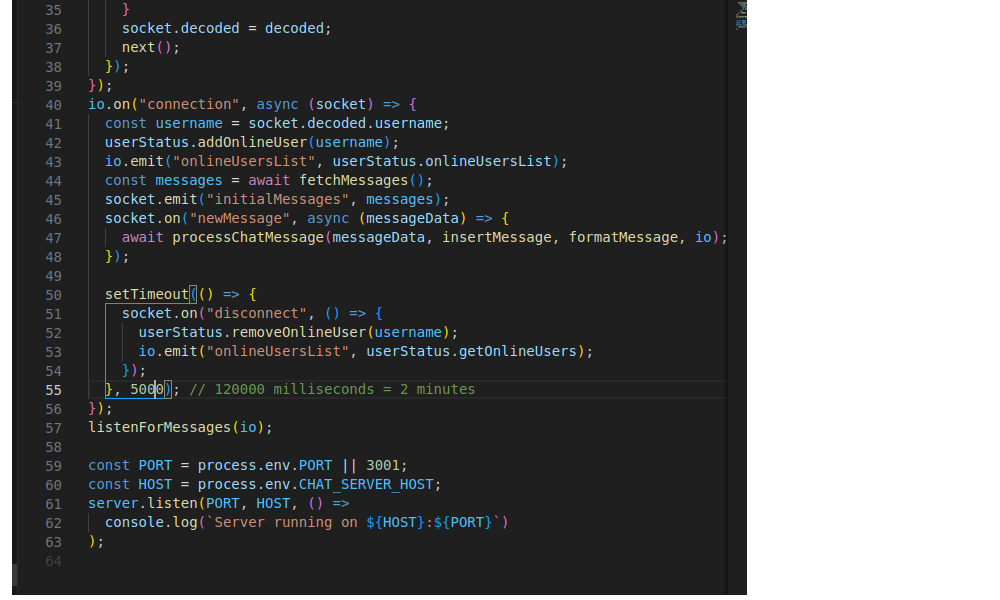 35 }
36 socket.decoded = decoded;
37 next();
38 });
39 });
40 io.on("connection", async (socket) => {
41 const username = socket.decoded.username;
42 userStatus.addOnlineUser(username);
43 io.emit("onlineUsersList", userStatus.onlineUsersList);
44 const messages = await fetchMessages();
45 socket.emit("initialMessages", messages);
46 socket.on("newMessage", async (messageData) => {
47 await processChatMessage(messageData, insertMessage, formatMessage, io);
48 });
49
50 setTimeout(() => {
51 socket.on("disconnect", () => {
52 userStatus.removeOnlineUser(username);
53 io.emit("onlineUsersList", userStatus.getOnlineUsers);
54 });
55 }, 5000); // 120000 milliseconds = 2 minutes
56 });
57 listenForMessages(io);
58
59 const PORT = process.env.PORT || 3001;
60 const HOST = process.env.CHAT_SERVER_HOST;
61 server.listen(PORT, HOST, () =>
62 console.log(`Server running on ${HOST}:${PORT}`)
63 );
64